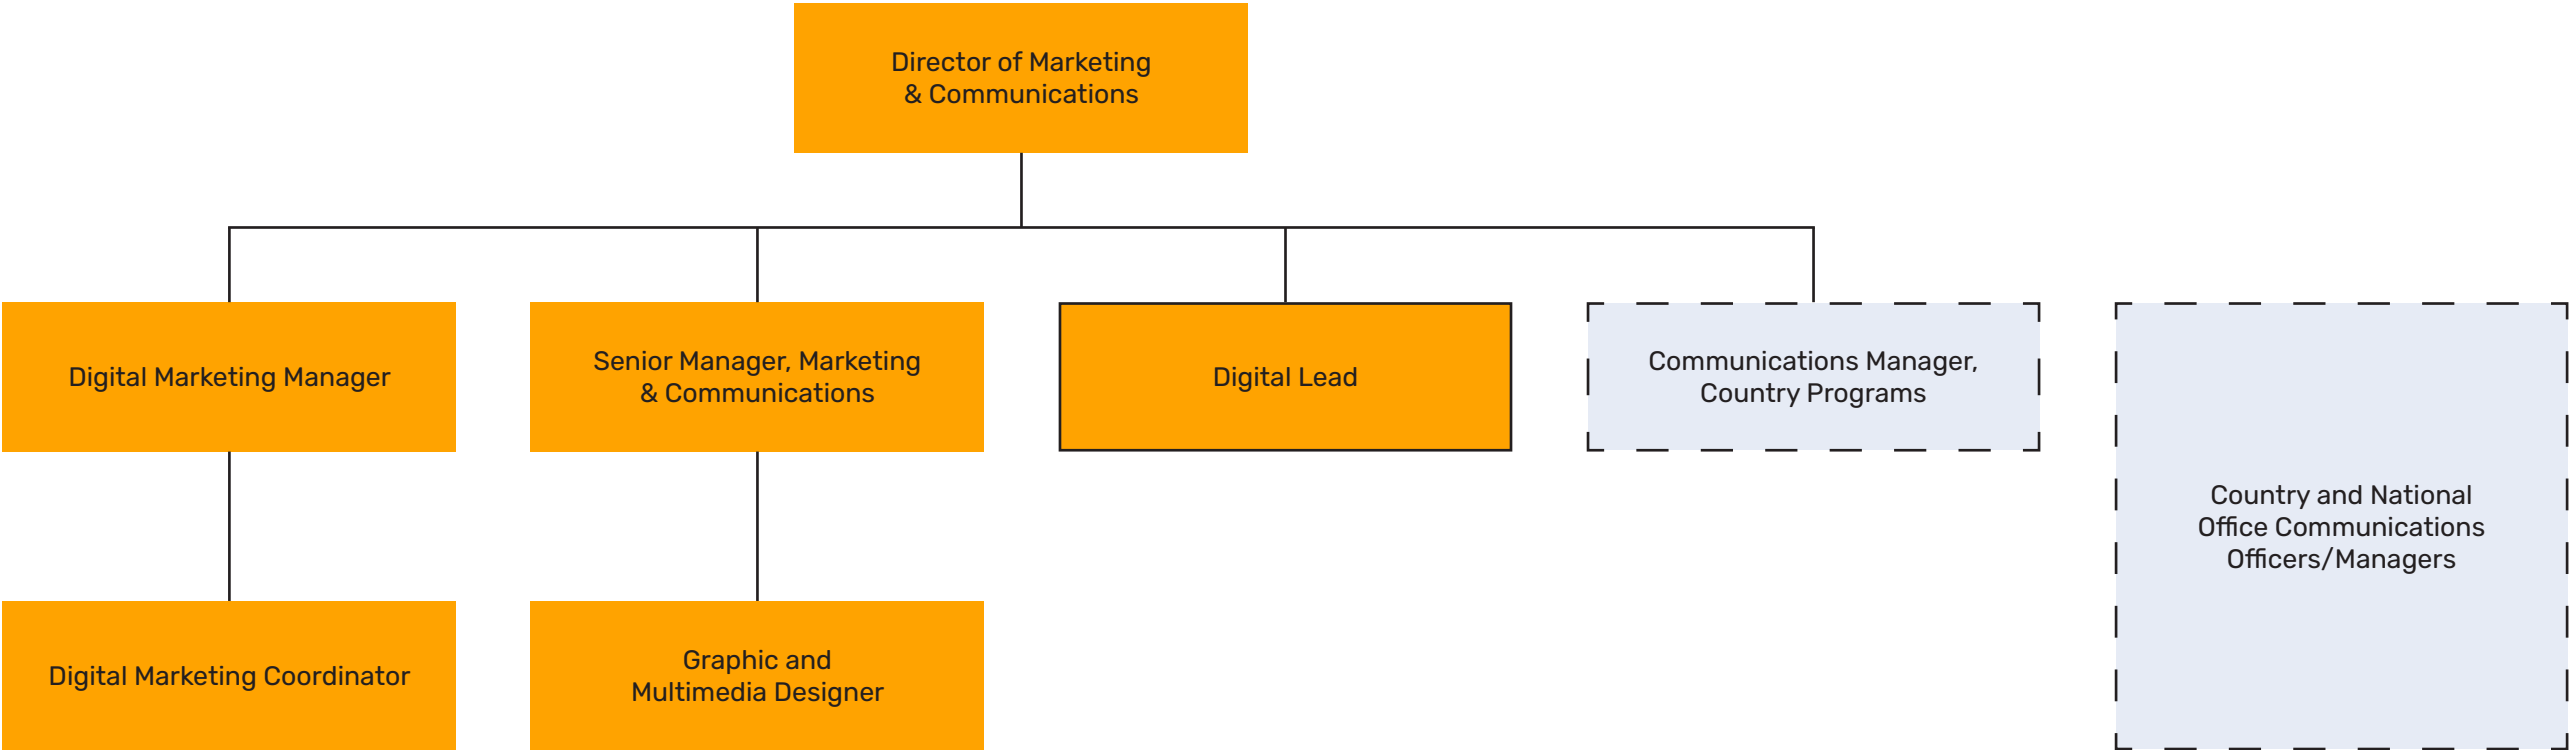 Director of Marketing
& Communications
Digital Marketing Manager
Senior Manager, Marketing
& Communications
Digital Lead
Communications Manager,
Country Programs
Country and National
Office Communications
Officers/Managers
Digital Marketing Coordinator
Graphic and
Multimedia Designer